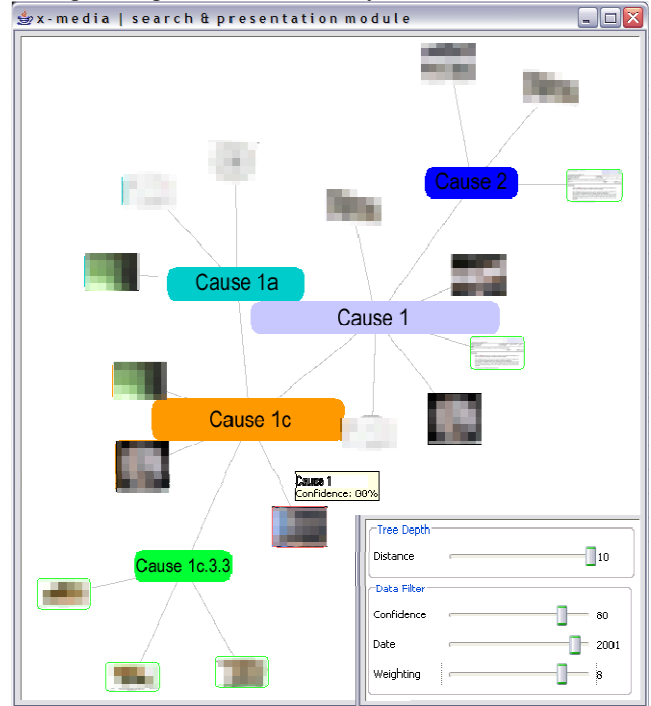 x-media | search & presentation module
Cause 2
Cause 1a
Cause 1
Cause 1c
Cause 1
Confidence: 80%
Cause 1c.3.3
Tree Depth
Distance
10
Data Filter
Confidence
80
Date
2001
Weighting
8